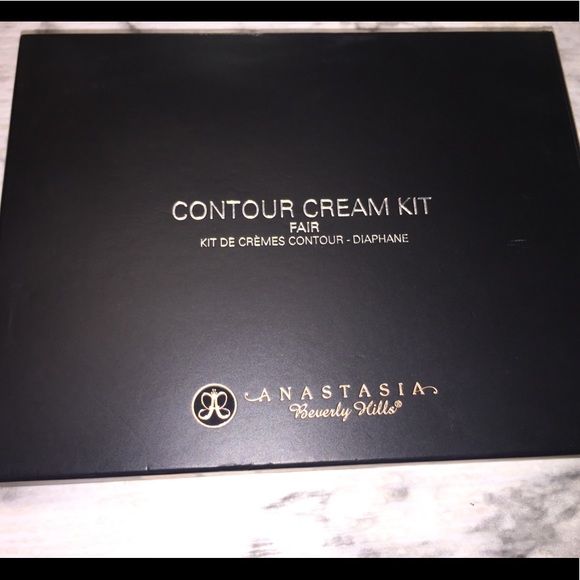 CONTOUR CREAM KIT
FAIR
KIT DE CRÈMES CONTOUR - DIAPHANE
ANASTASIA
Beverly Hills®